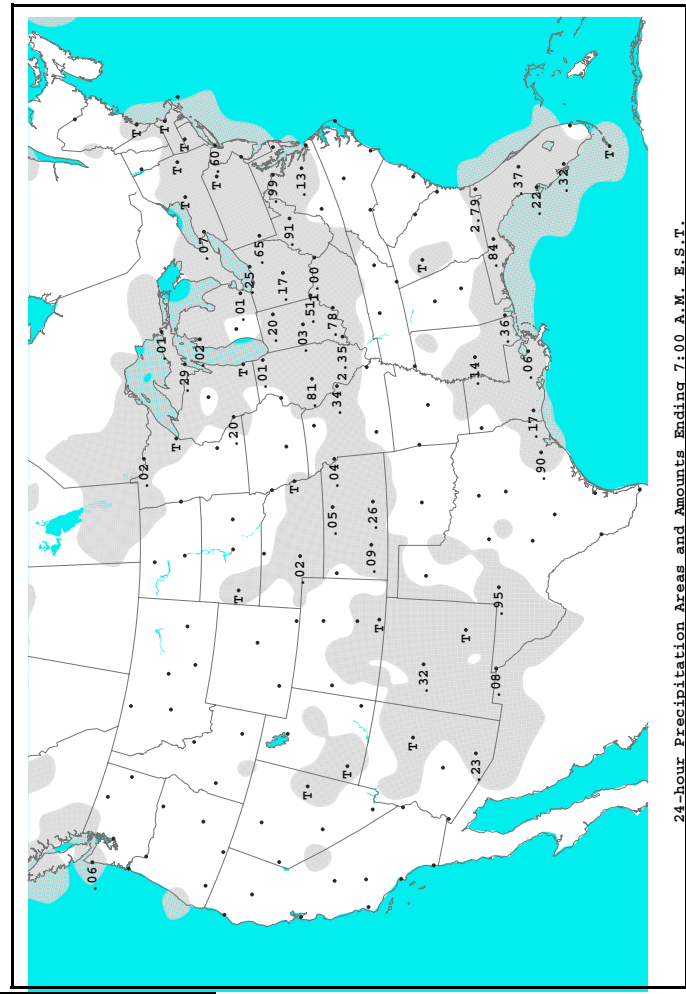 .06
T
.02
.01
T
T
T
.29
T
T
.02
.07
.60
T
.20
T
.01
T
.25
.65
.01
.99
.20
.17
.91
T
.02
.13
.03
T
.51
.81
1.00
.05
.78
.04
.34
2.35
T
.09
.26
T
T
T
.32
T
2.79
.14
.23
.84
.08
.95
.36
.37
.06
.17
.22
.90
.32
T
24-hour Precipitation Areas and Amounts Ending 7:00 A.M. E.S.T.